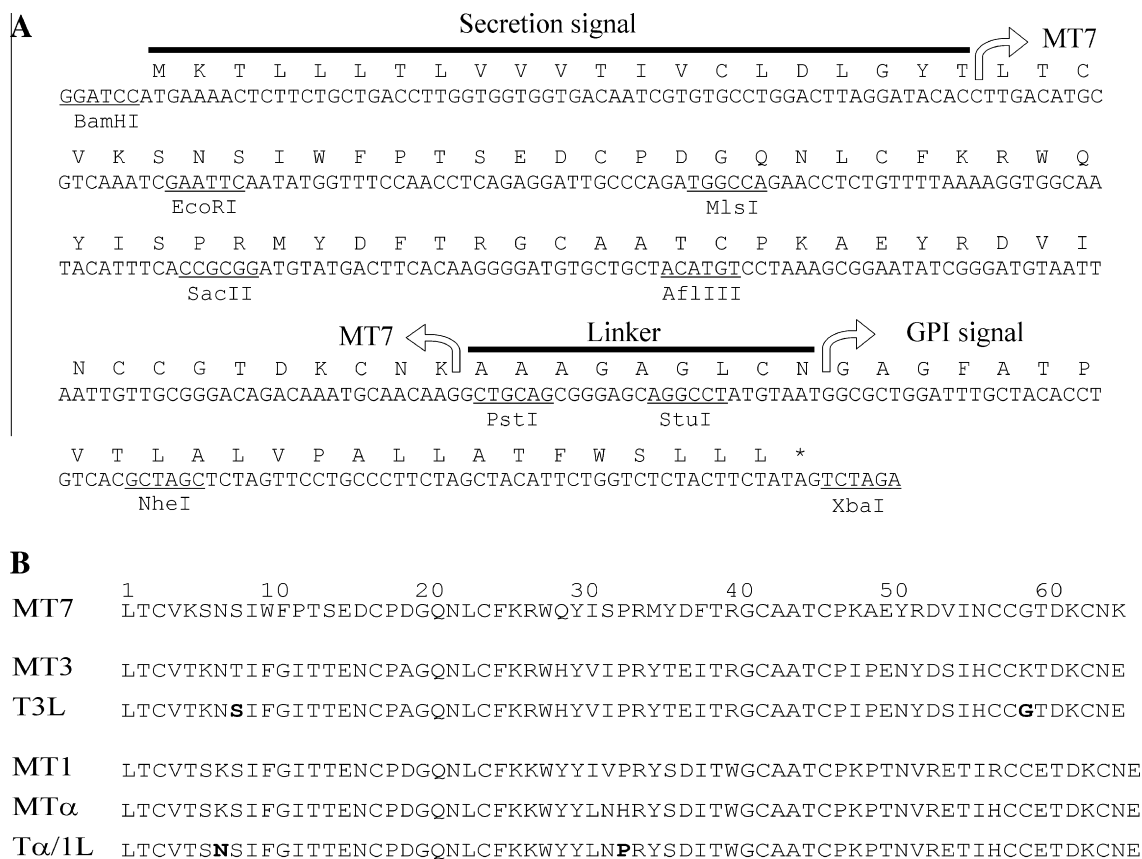 A
Secretion signal
MT7
M K T L L L T L V V V T I V C L D L G Y T L T C
GGATCCATGAAAACTCTTCTGCTGACCTTGGTGGTGGTGACAATCGTGTGCCTGGACTTAGGATACACCTTGACATGC
BamHI
V K S N S I W F P T S E D C P D G Q N L C F K R W Q
GTCAAATCGAATTCAATATGGTTTCCAACCTCAGAGGATTGCCCAGATGGCCAGAACCTCTGTTTTAAAAGGTGGCAA
EcoRI MlsI
Y I S P R M Y D F T R G C A A T C P K A E Y R D V I
TACATTTCACCGCGGATGTATGACTTCACAAGGGGATGTGCTGCTACATGTCCTAAAGCGGAATATCGGGATGTAATT
SacII AflIII
MT7 Linker GPI signal
N C C G T D K C N K A A A G A G L C N G A G F A T P
AATTGTTGCGGGACAGACAAATGCAACAAGGCTGCAGCGGGAGCAGGCCTATGTAATGGCGCTGGATTTGCTACACCT
PstI StuI
V T L A L V P A L L A T F W S L L L *
GTCACGCTAGCTCTAGTTCCTGCCCTTCTAGCTACATTCTGGTCTCTACTTCTATAGTCTAGA
NheI XbaI
B
1 10 20 30 40 50 60
MT7 LTCVKSNSIWFPTSEDCPDGQNLCFKRWQYISPRMYDFTRGCAATCPKAEYRDVINCCGTDKCNK
MT3 LTCVTKNTIFGITTENCPAGQNLCFKRWHYVIPRYTEITRGCAATCPIPENYDSIHCCKTDKCNE
T3L LTCVTKNSIFGITTENCPAGQNLCFKRWHYVIPRYTEITRGCAATCPIPENYDSIHCCGTDKCNE
MT1 LTCVTSKSIFGITTENCPDGQNLCFKKWYYIVPRYSDITWGCAATCPKPTNVRETIRCCETDKCNE
MTα LTCVTSKSIFGITTENCPDGQNLCFKKWYYLNHRYSDITWGCAATCPKPTNVRETIHCCETDKCNE
Tα/1L LTCVTSNSIFGITTENCPDGQNLCFKRWYYLNPRYSDITWGCAATCPKPTNVRETIHCCETDKCNE